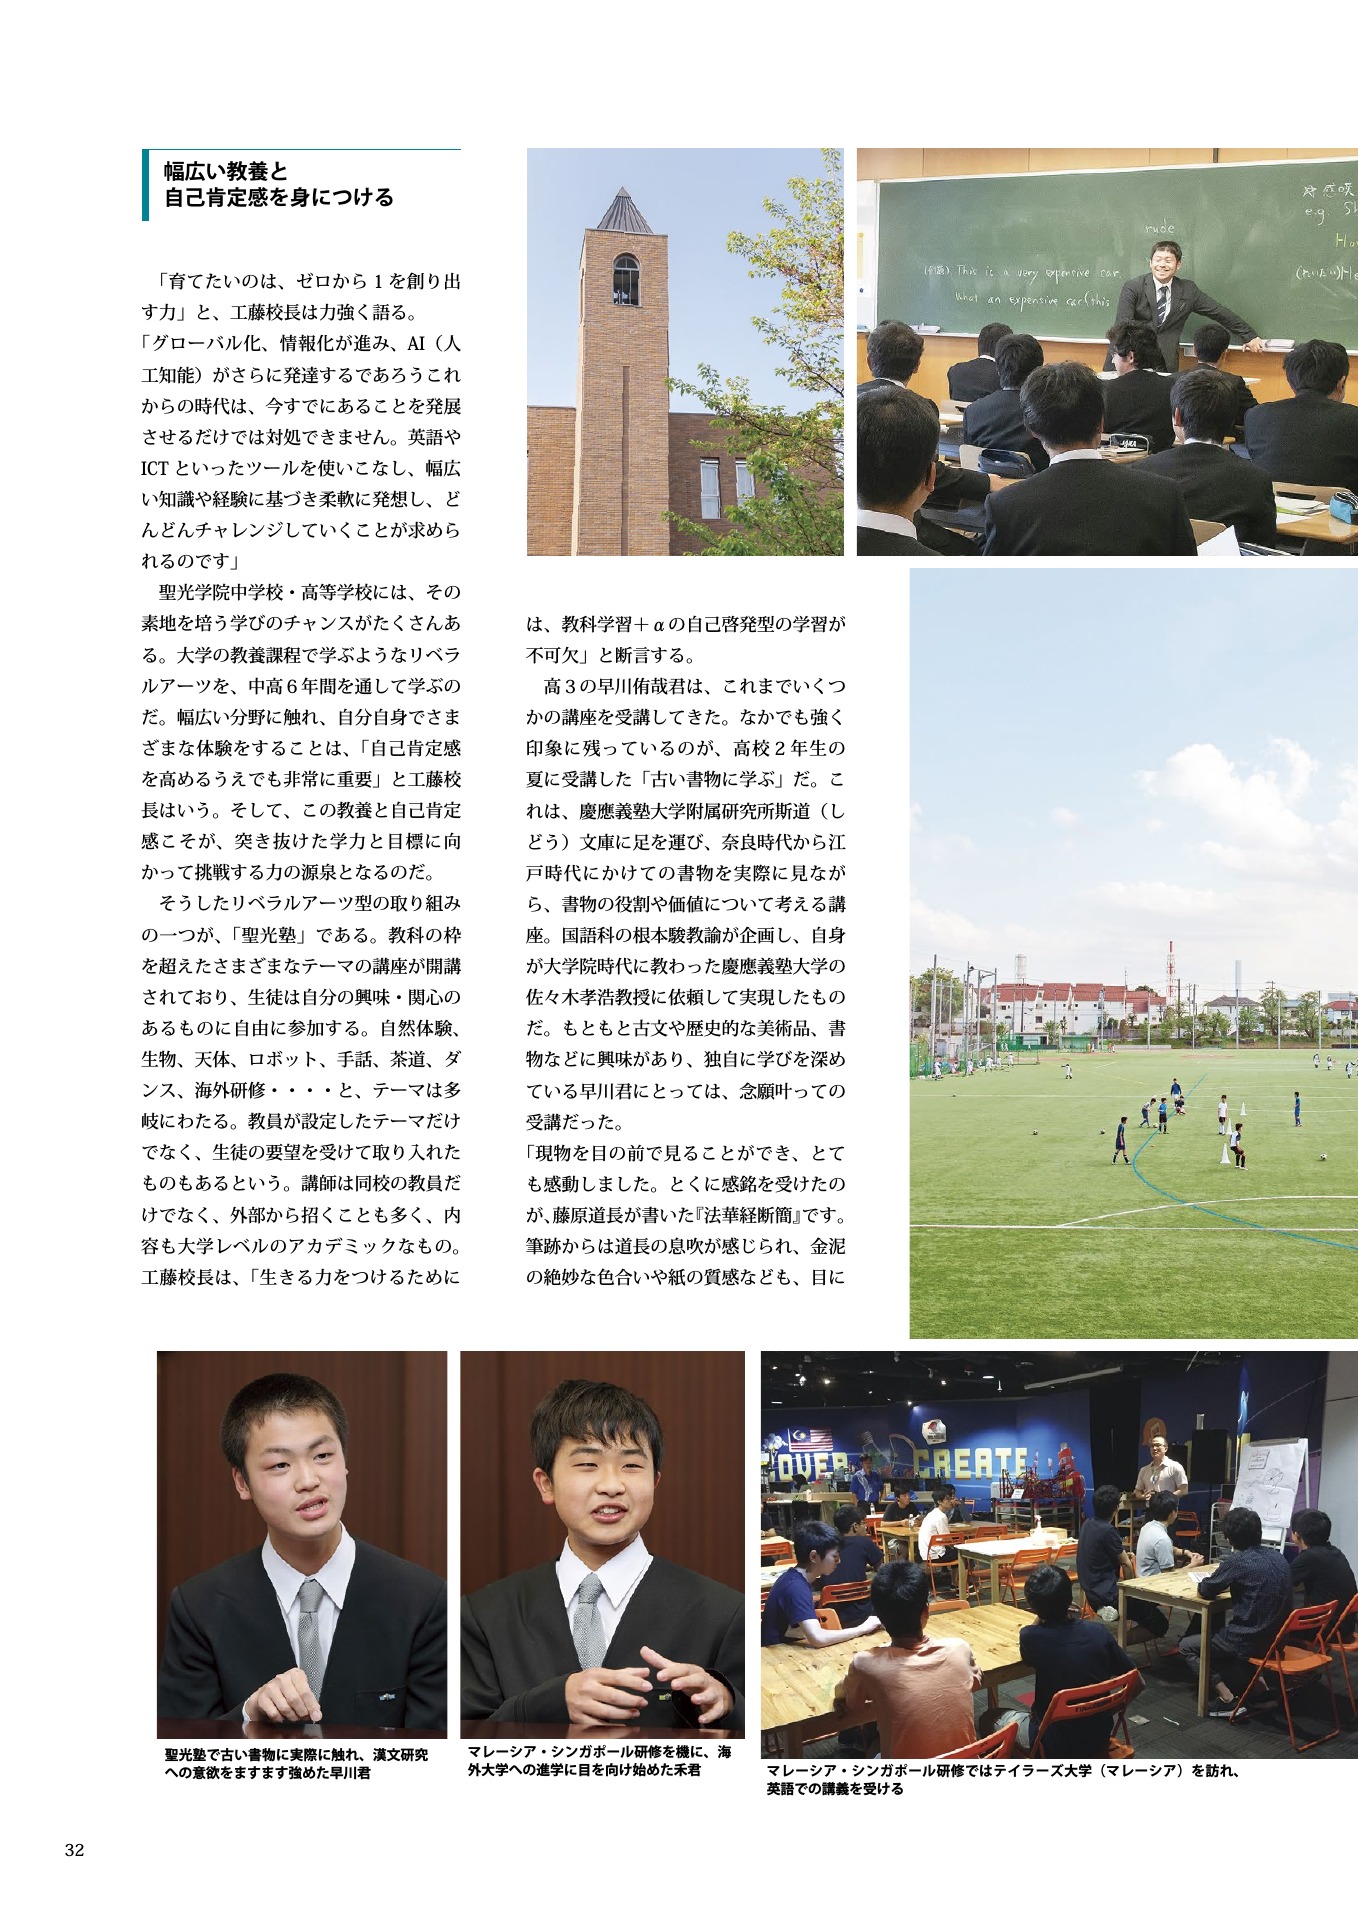 幅広い教養と
自己肯定感を身につける
「育てたいのは、ゼロから 1 を創り出
す力」と、工藤校長は力強く語る。
「グローバル化、情報化が進み、AI（人
工知能）がさらに発達するであろうこれ
からの時代は、今すでにあることを発展
させるだけでは対処できません。英語や
ICT といったツールを使いこなし、幅広
い知識や経験に基づき柔軟に発想し、ど
んどんチャレンジしていくことが求めら
れるのです」
聖光学院中学校・高等学校には、その
素地を培う学びのチャンスがたくさんあ
る。大学の教養課程で学ぶようなリベラ
ルアーツを、中高６年間を通して学ぶの
だ。幅広い分野に触れ、自分自身でさま
ざまな体験をすることは、「自己肯定感
を高めるうえでも非常に重要」と工藤校
長はいう。そして、この教養と自己肯定
感こそが、突き抜けた学力と目標に向
かって挑戦する力の源泉となるのだ。
そうしたリベラルアーツ型の取り組み
の一つが、「聖光塾」である。教科の枠
を超えたさまざまなテーマの講座が開講
されており、生徒は自分の興味・関心の
あるものに自由に参加する。自然体験、
生物、天体、ロボット、手話、茶道、ダ
ンス、海外研修・・・・と、テーマは多
岐にわたる。教員が設定したテーマだけ
でなく、生徒の要望を受けて取り入れた
ものもあるという。講師は同校の教員だ
けでなく、外部から招くことも多く、内
容も大学レベルのアカデミックなもの。
工藤校長は、「生きる力をつけるために
は、教科学習＋αの自己啓発型の学習が
不可欠」と断言する。
高３の早川侑哉君は、これまでいくつ
かの講座を受講してきた。なかでも強く
印象に残っているのが、高校２年生の
夏に受講した「古い書物に学ぶ」だ。こ
れは、慶應義塾大学附属研究所斯道（し
どう）文庫に足を運び、奈良時代から江
戸時代にかけての書物を実際に見なが
ら、書物の役割や価値について考える講
座。国語科の根本駿教諭が企画し、自身
が大学院時代に教わった慶應義塾大学の
佐々木孝浩教授に依頼して実現したもの
だ。もともと古文や歴史的な美術品、書
物などに興味があり、独自に学びを深め
ている早川君にとっては、念願叶っての
受講だった。
「現物を目の前で見ることができ、とて
も感動しました。とくに感銘を受けたの
が、藤原道長が書いた『法華経断簡』です。
筆跡からは道長の息吹が感じられ、金泥
の絶妙な色合いや紙の質感なども、目に
rude
This is a very expensive car.
What an expensive car (this
e.g.
CREATE
聖光塾で古い書物に実際に触れ、漢文研究
への意欲をますます強めた早川君
マレーシア・シンガポール研修を機に、海
外大学への進学に目を向け始めた禾君
マレーシア・シンガポール研修ではテイラーズ大学（マレーシア）を訪れ、
英語での講義を受ける
32